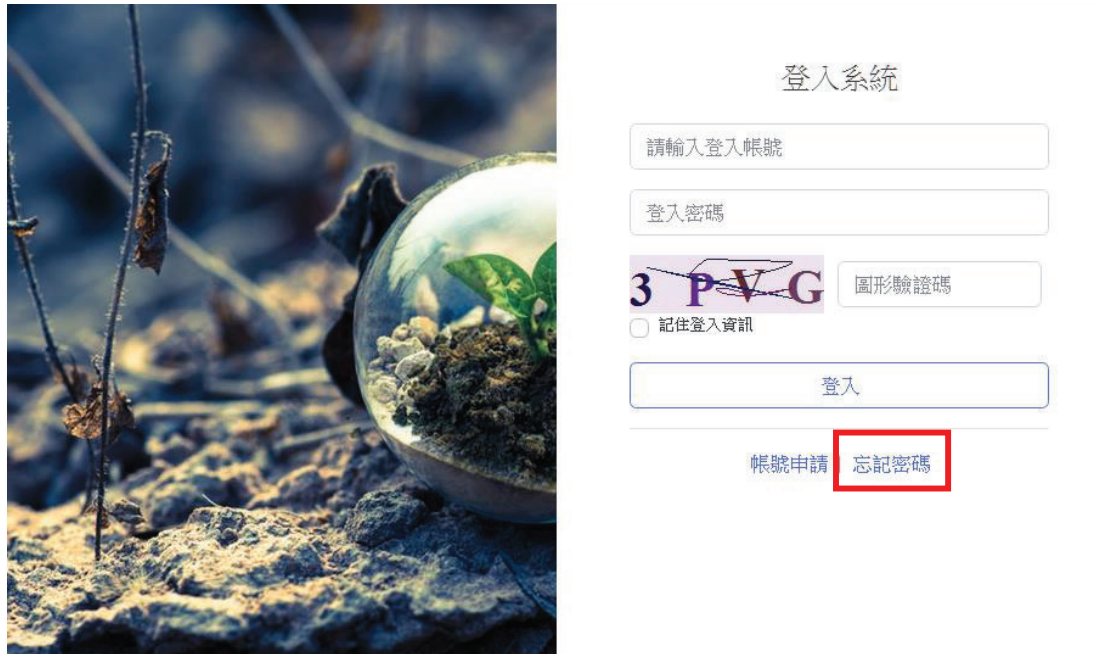 登入系統
請輸入登入帳號
登入密碼
3 P V G 圖形驗證碼
記住登入資訊
登入
帳號申請 忘記密碼